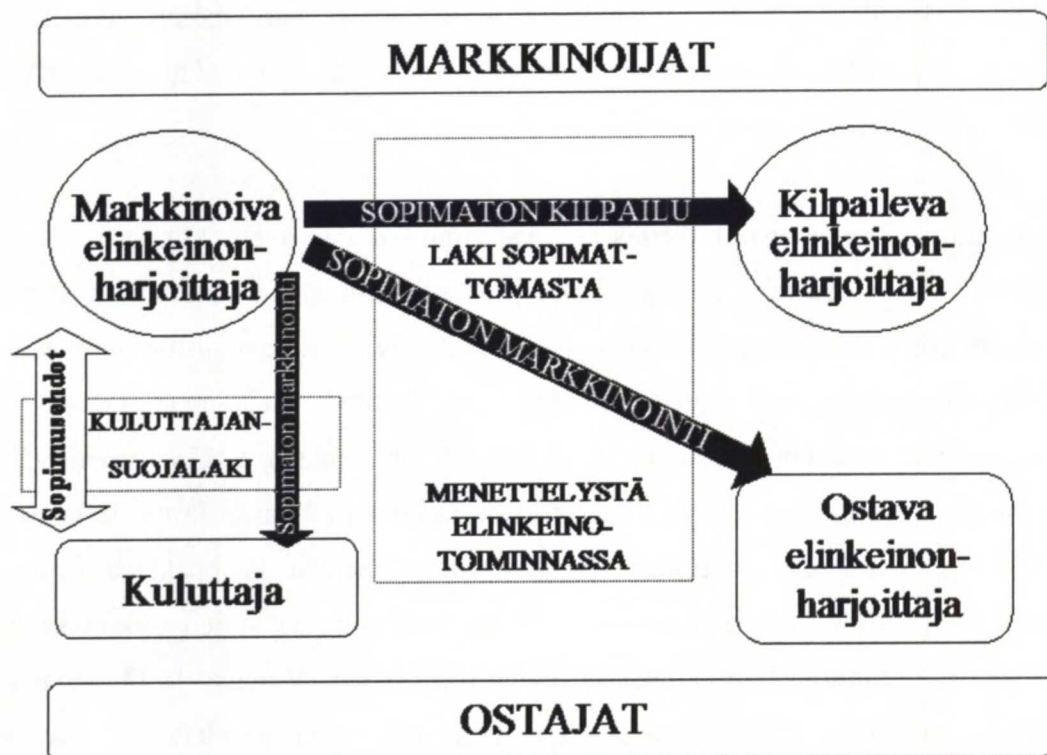 MARKKINOIJAT
Markkinoiva
elinkeinon-
harjoittaja
SOPIMATON KILPAILU
Kilpaileva
elinkeinon-
harjoittaja
LAKI SOPIMAT-
TOMASTA
SOPIMATON MARKKINOINTI
Sopimaton markkinointi
Sopimusehdot
KULUTTAJAN-
SUOJALAKI
MENETTELYSTÄ
ELINKEINO-
TOIMINNASSA
Kuluttaja
Ostava
elinkeinon-
harjoittaja
OSTAJAT